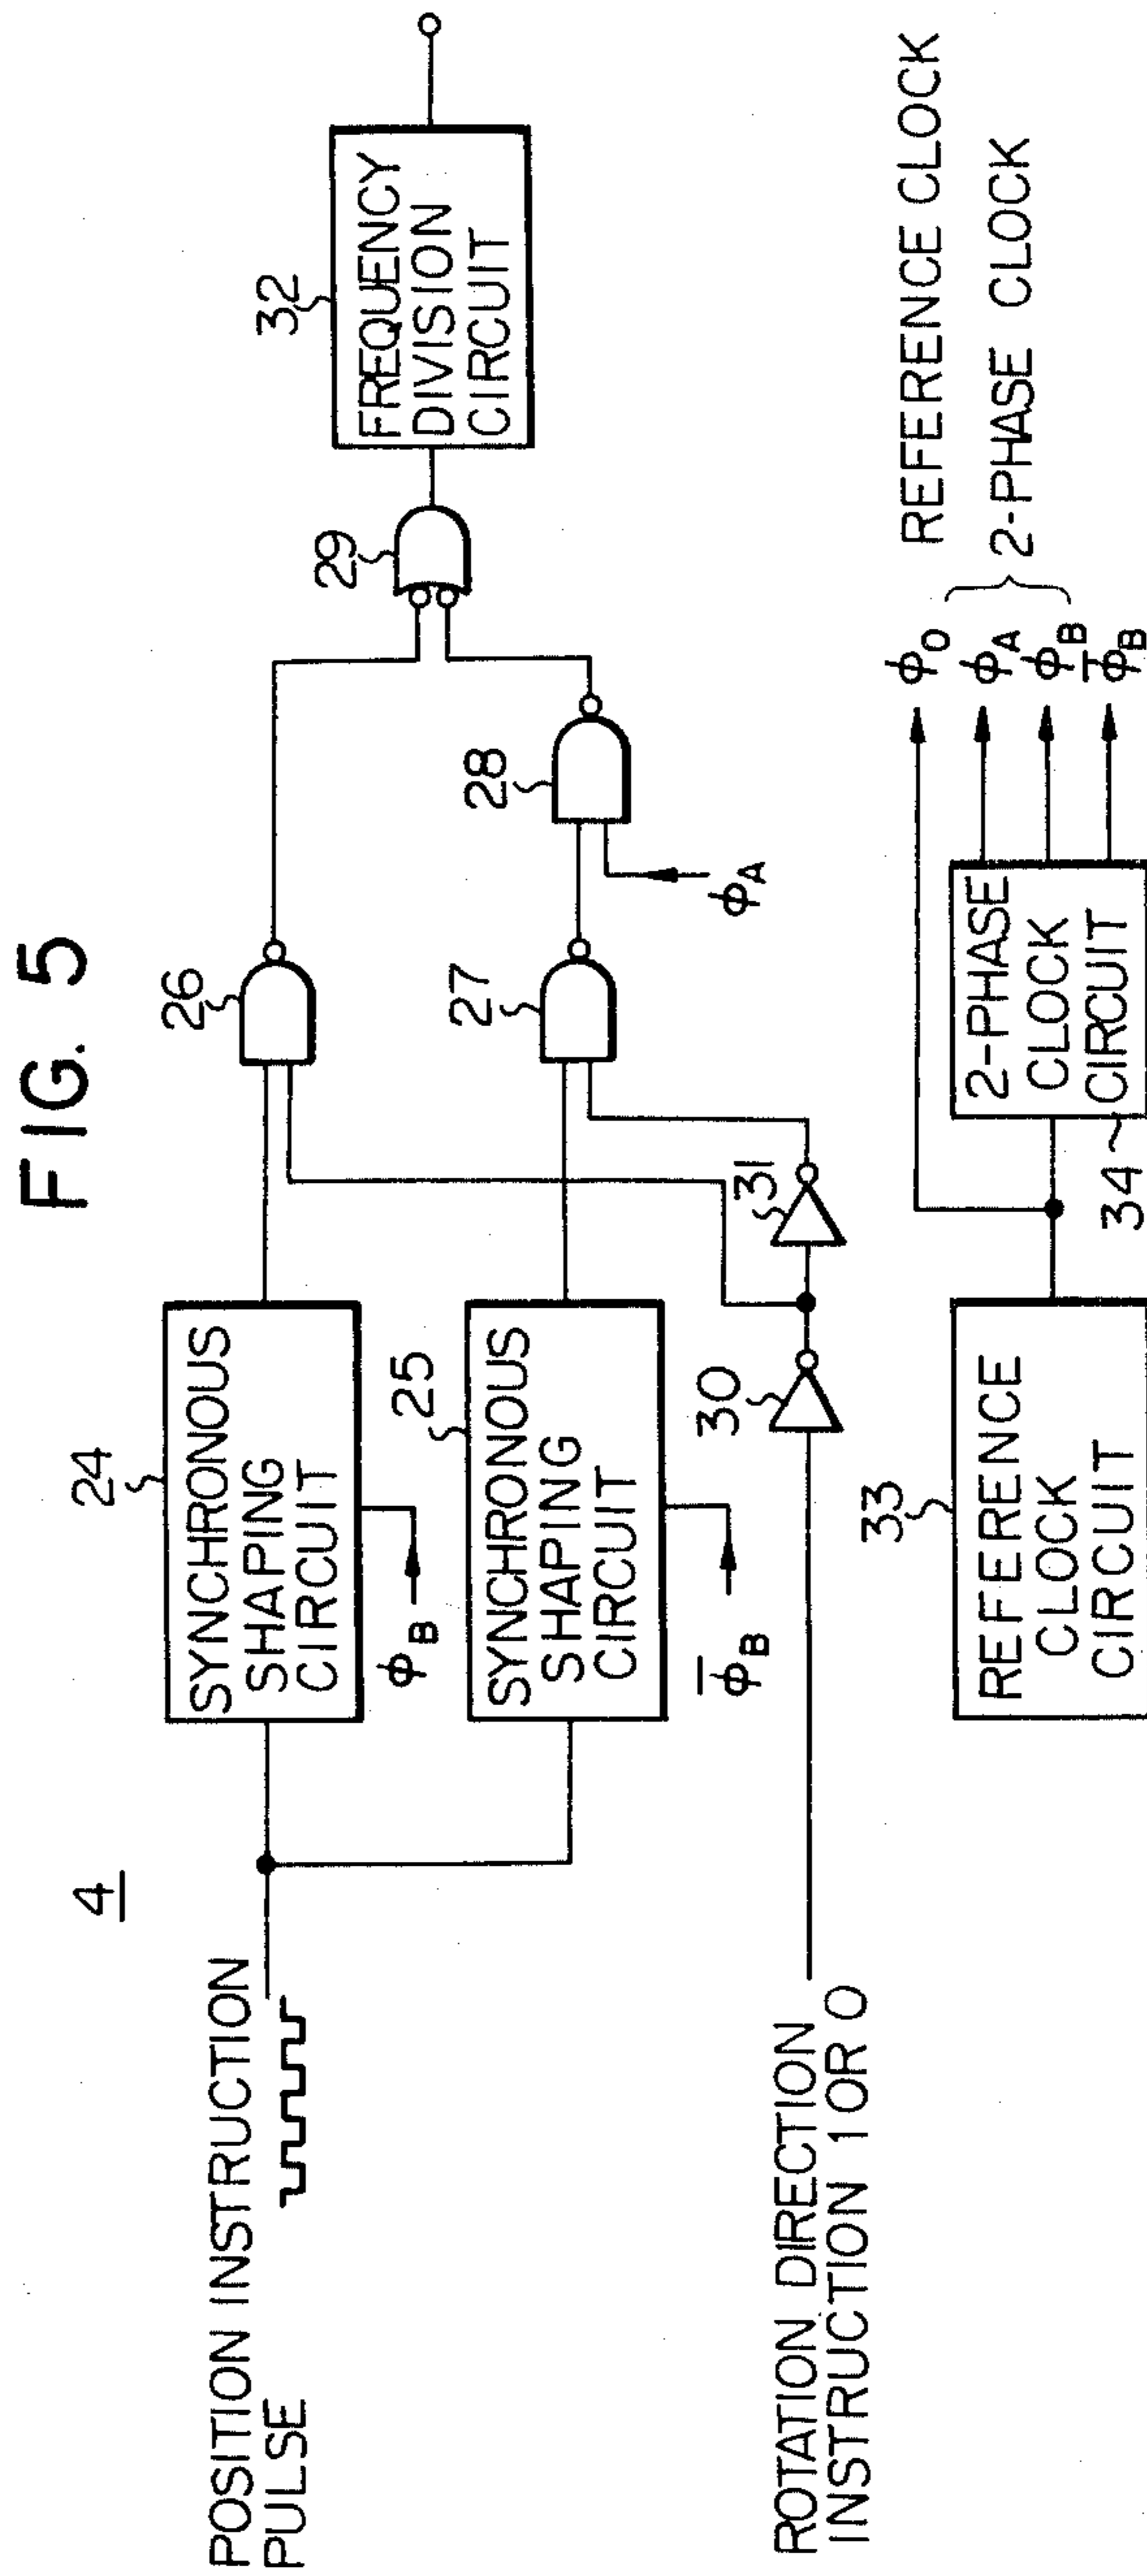 FIG. 5
4
POSITION INSTRUCTION
PULSE
24
SYNCHRONOUS
SHAPING
CIRCUIT
ϕB
25
SYNCHRONOUS
SHAPING
CIRCUIT
ϕ̅B
26
27
28
ϕA
29
32
FREQUENCY
DIVISION
CIRCUIT
ROTATION DIRECTION
INSTRUCTION 1 OR 0
30
31
33
REFERENCE
CLOCK
CIRCUIT
34
2-PHASE
CLOCK
CIRCUIT
ϕO REFERENCE CLOCK
ϕA
ϕB
2-PHASE CLOCK
ϕ̅B